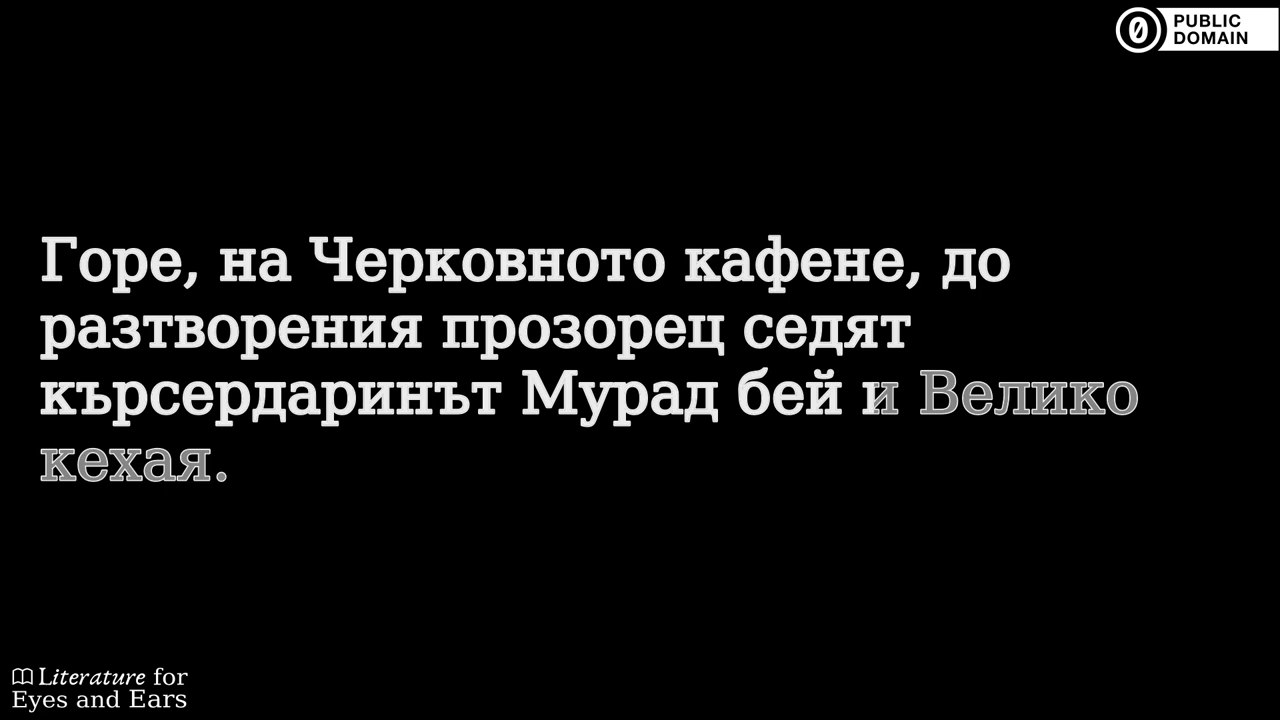 PUBLIC
DOMAIN
Горе, на Черковното кафене, до
разтворения прозорец седят
кърсердаринът Мурад бей и Велико
кехая.
Literature for
Eyes and Ears